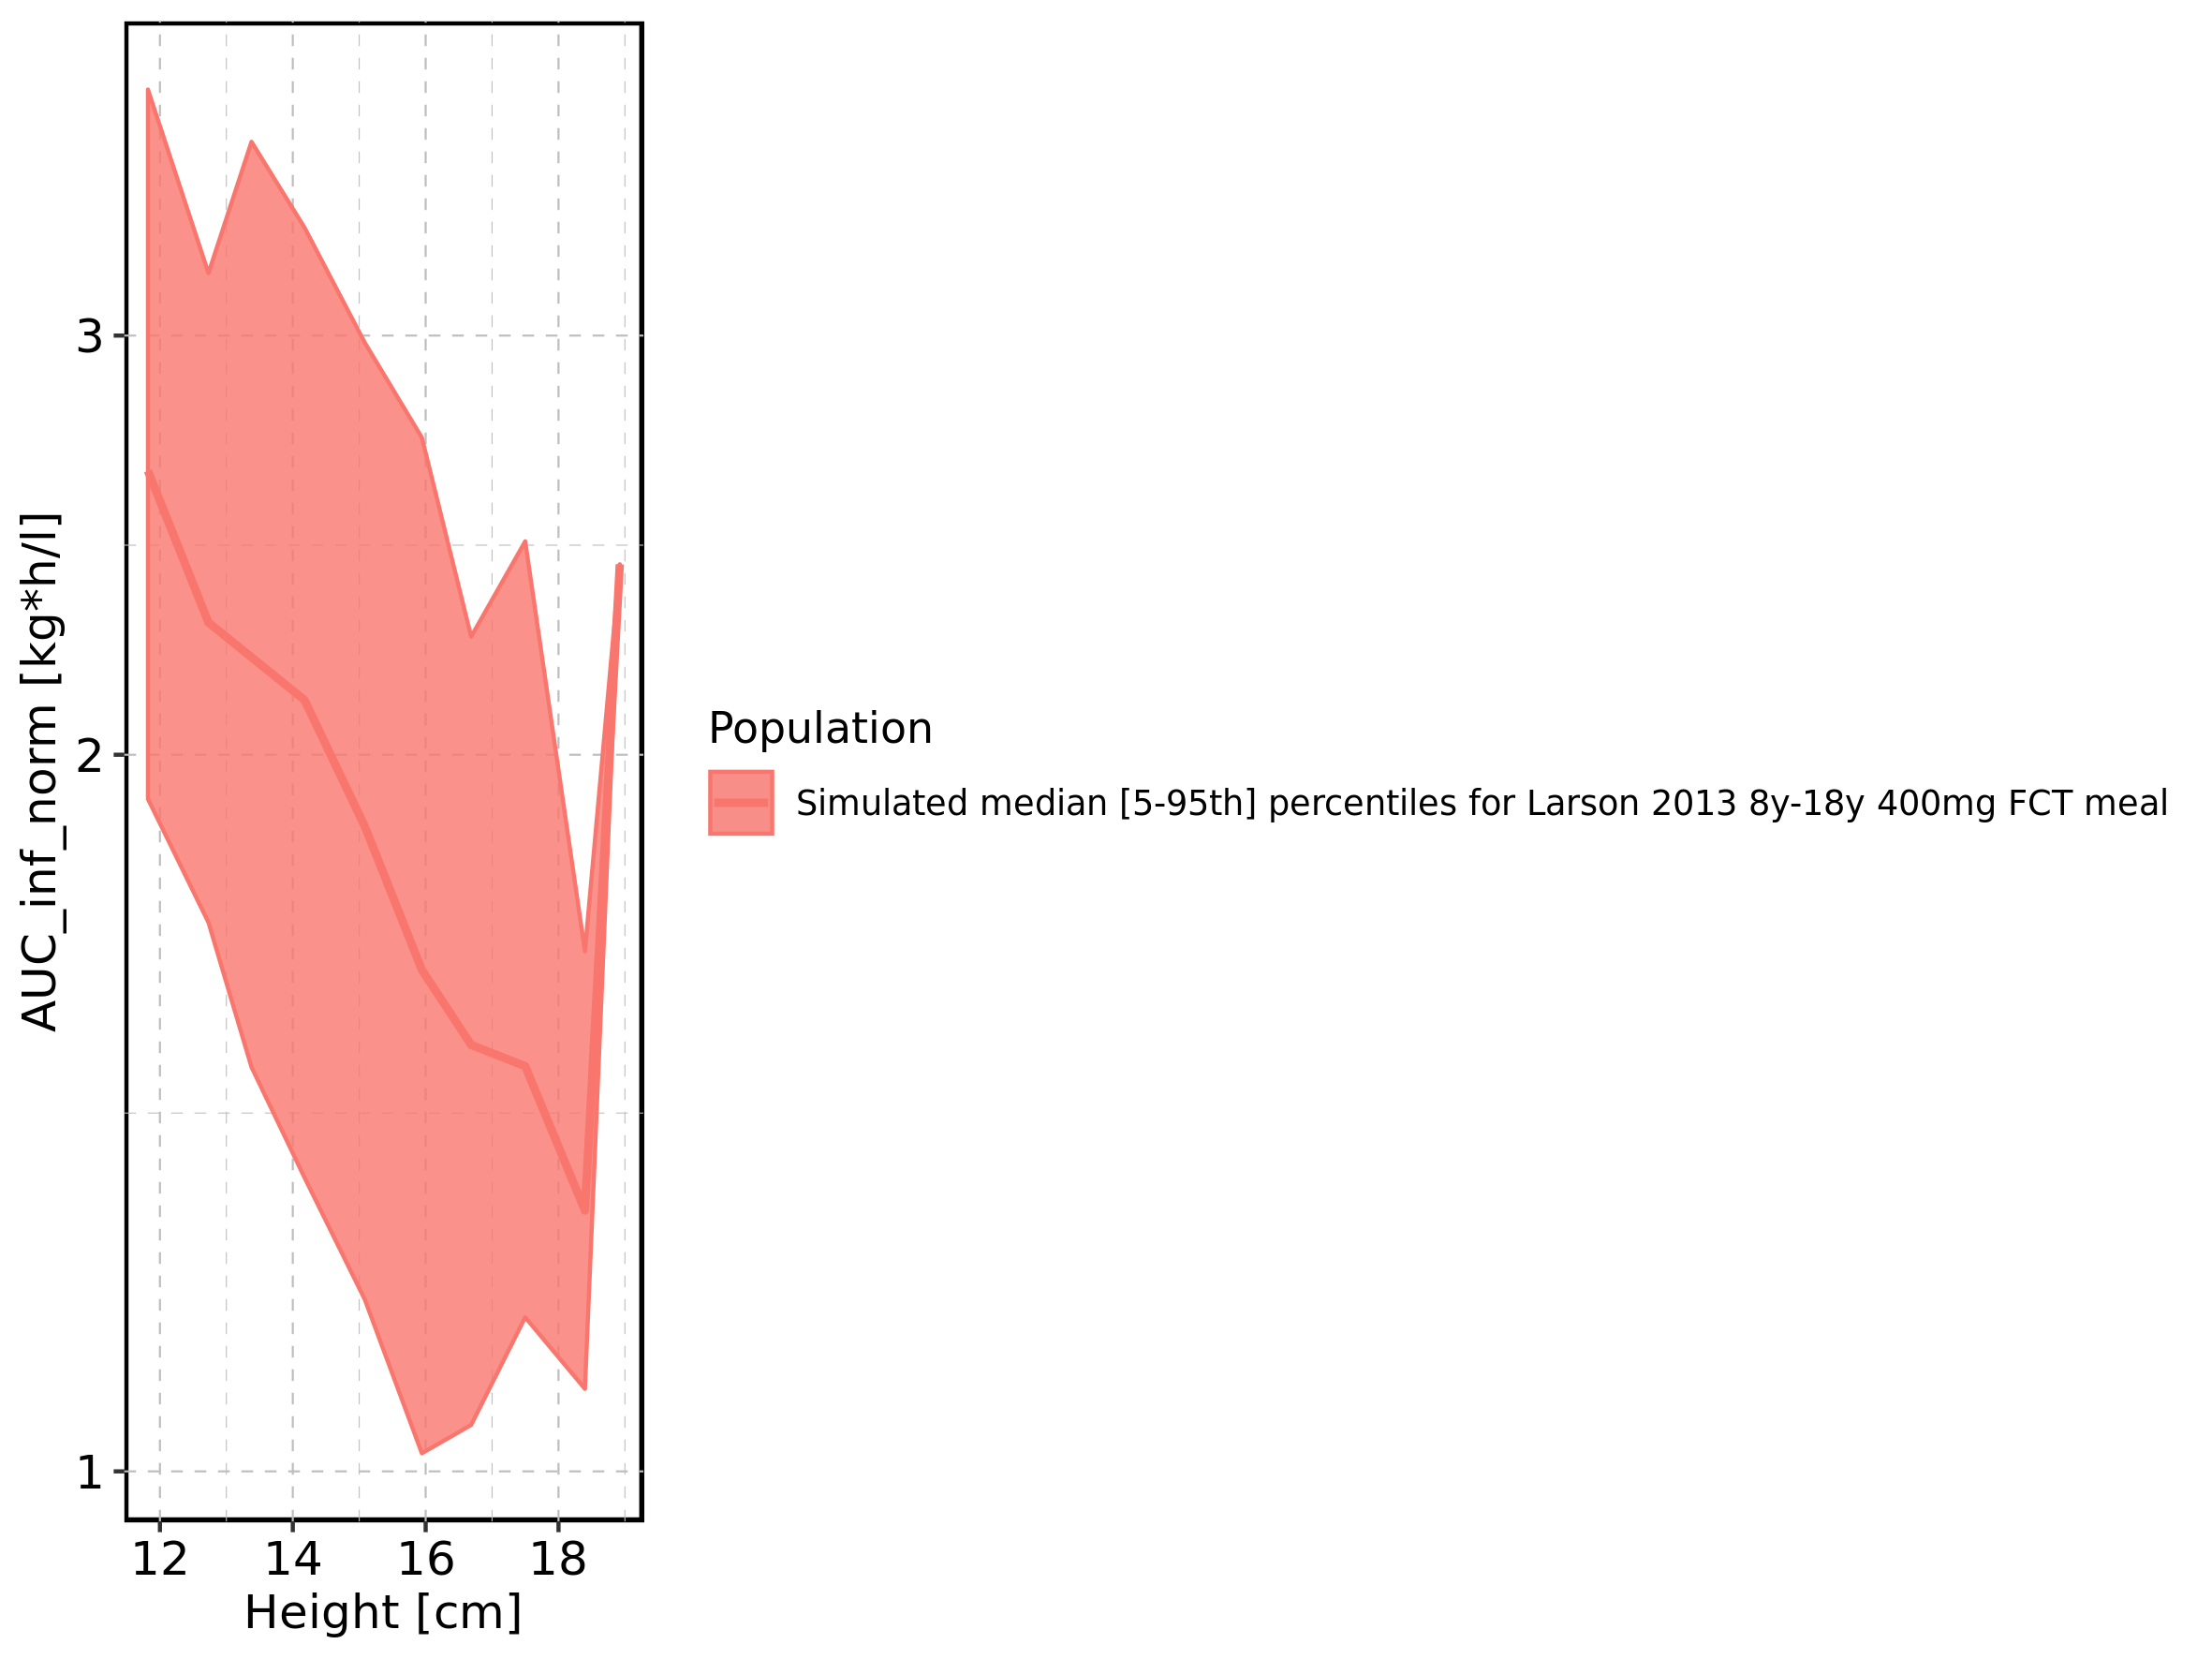 3
2
1
AUC_inf_norm [kg*h/l]
12 14 16 18
Height [cm]
Population
Simulated median [5-95th] percentiles for Larson 2013 8y-18y 400mg FCT meal